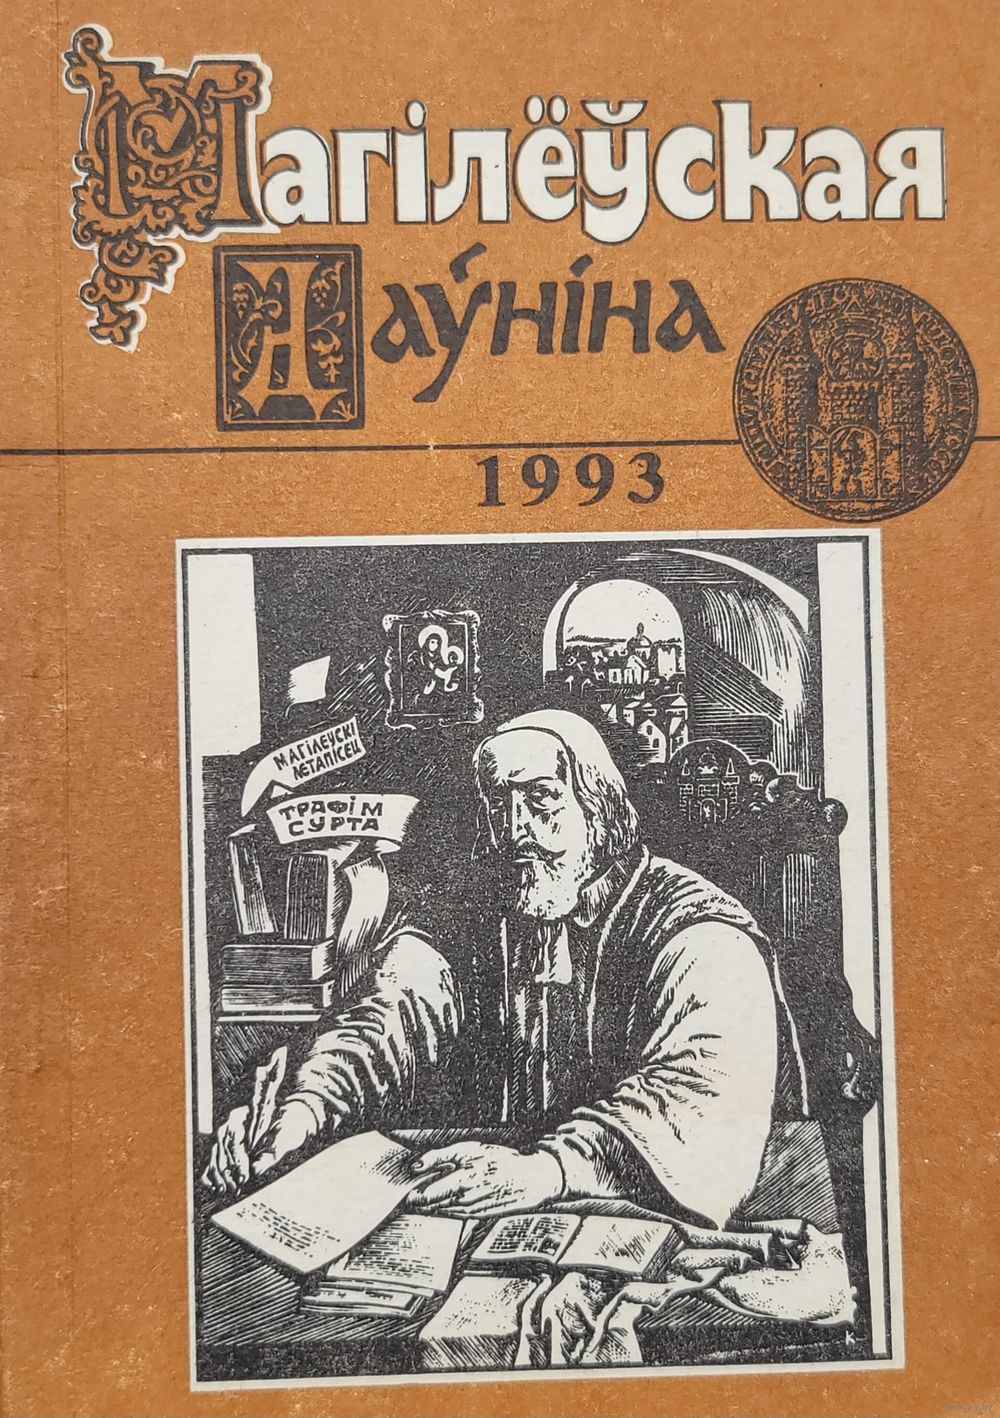 Магілёўская
Даўніна
1993
МАГІЛЕЎСКІ
ЛЕТАПІСЕЦ
ТРАФІМ
СУРТА
К